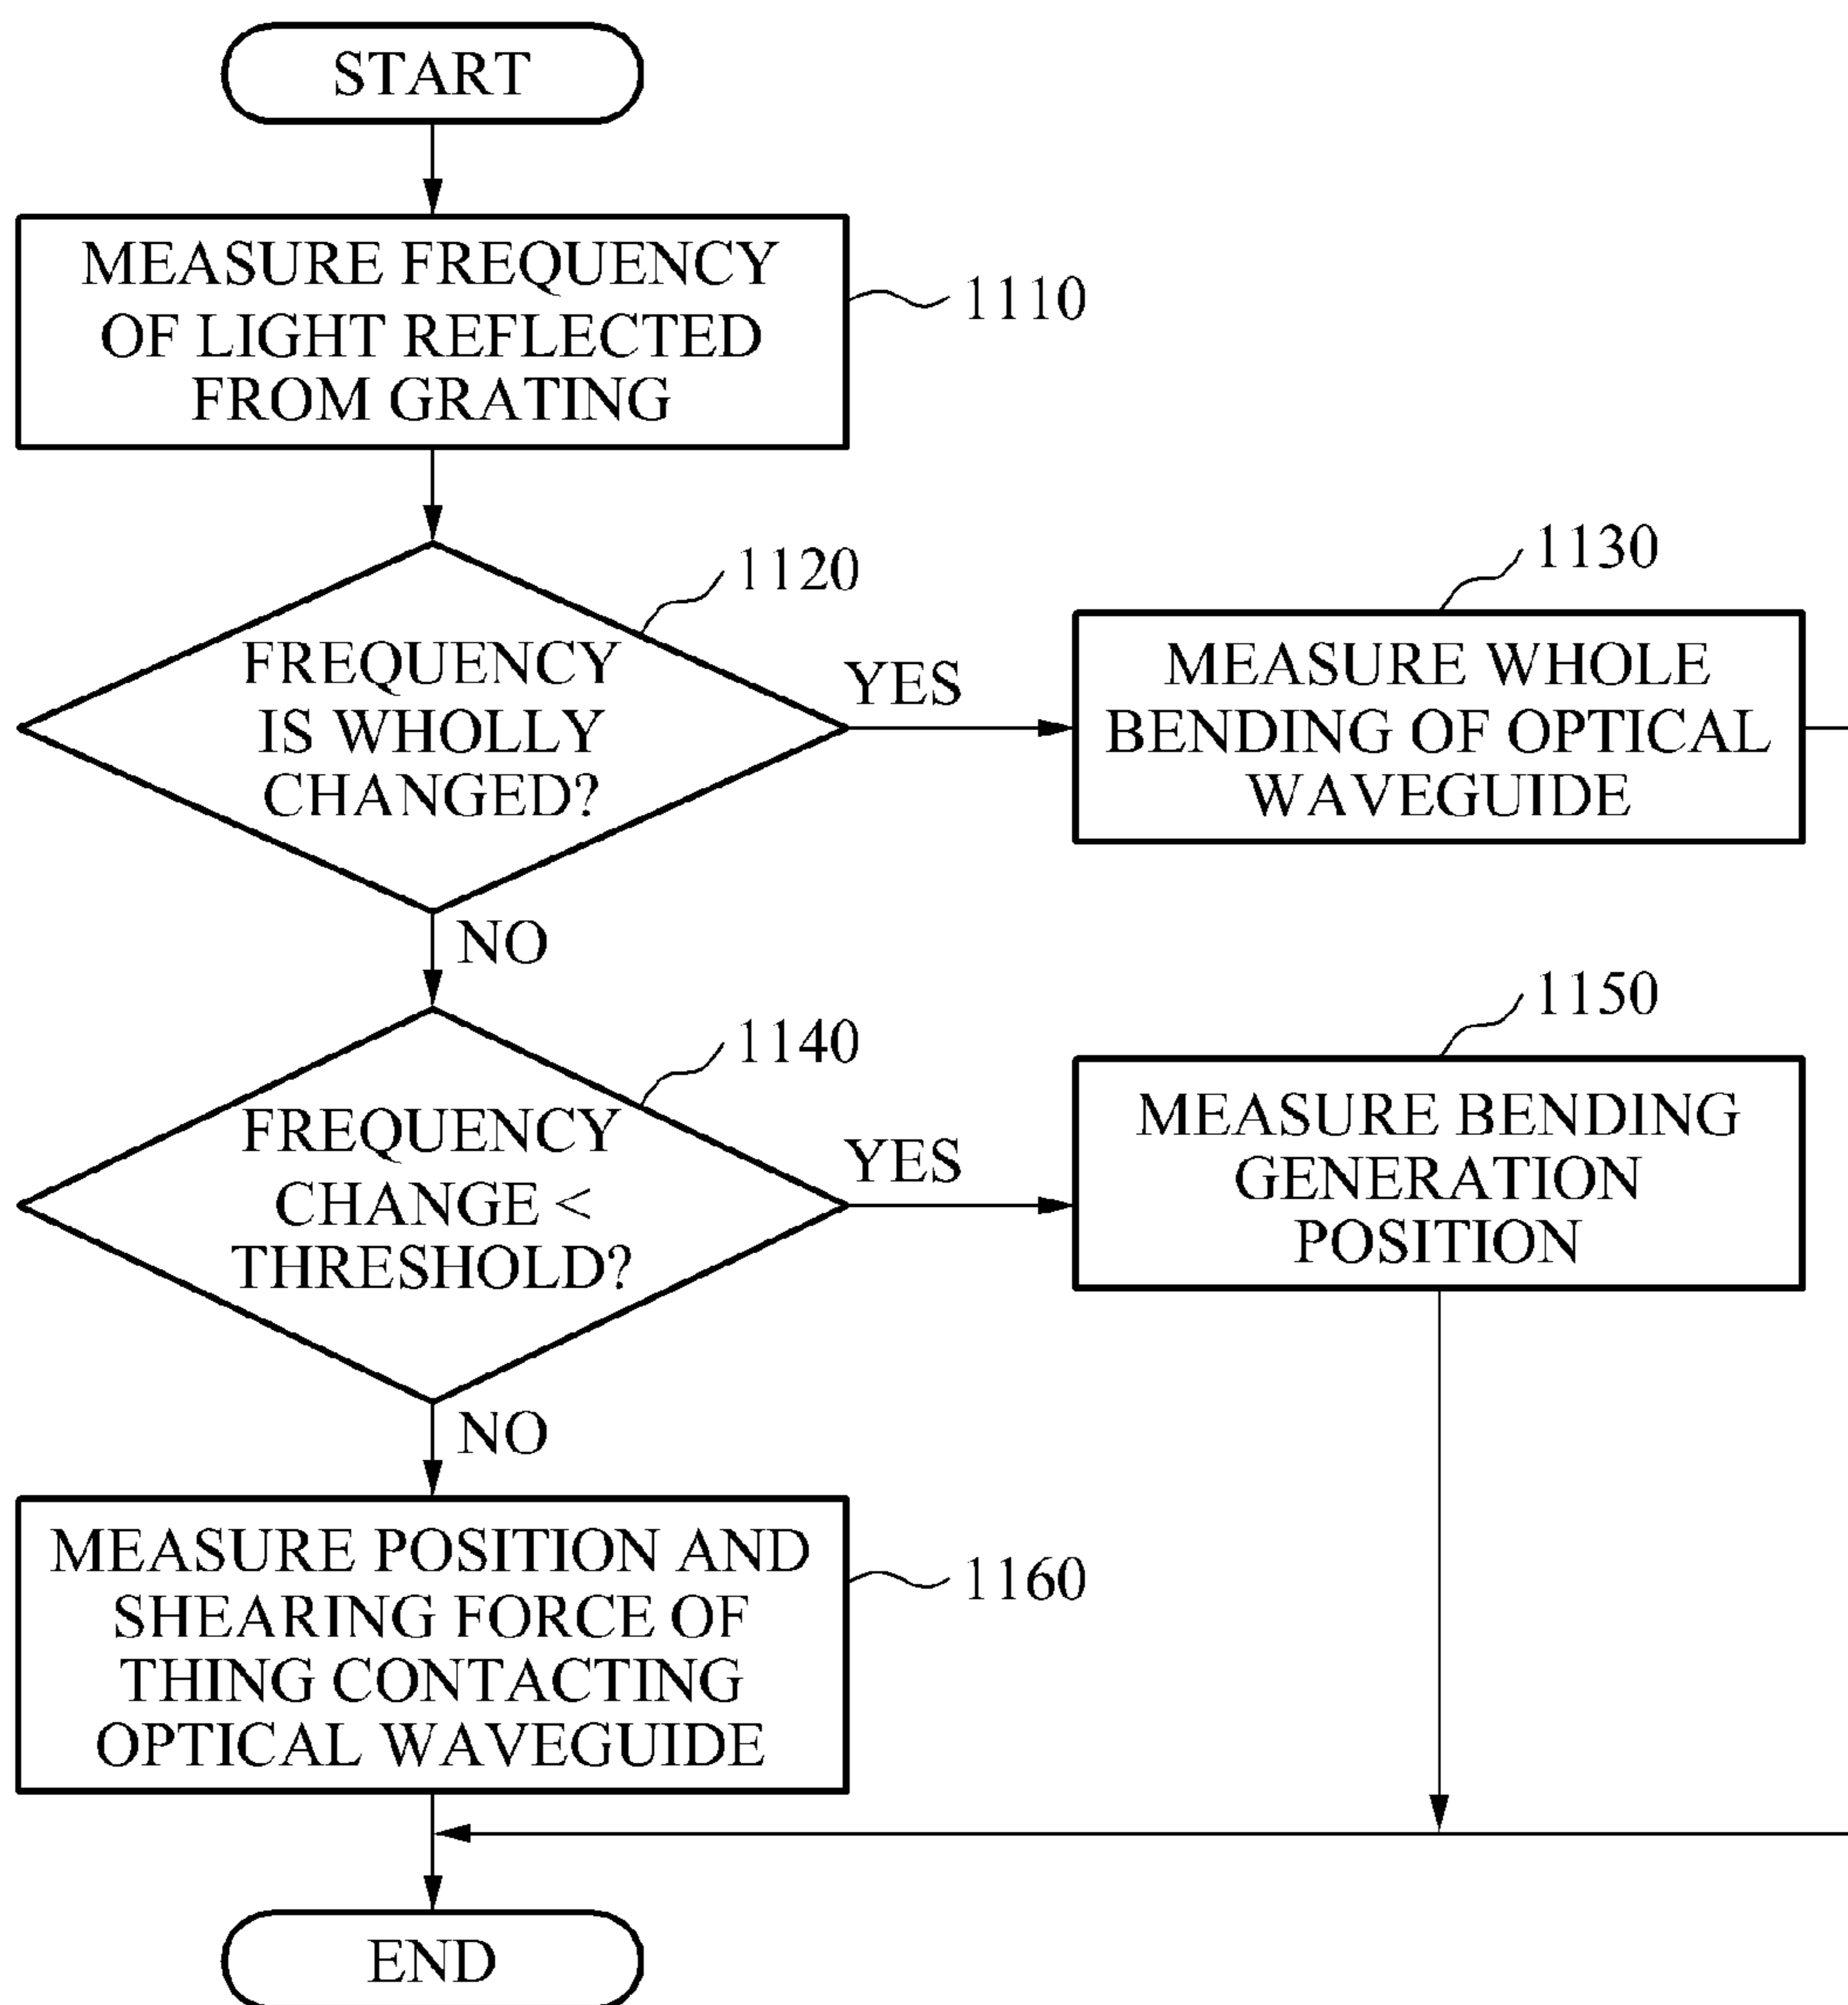 START
MEASURE FREQUENCY
OF LIGHT REFLECTED
FROM GRATING
1110
1120
FREQUENCY
IS WHOLLY
CHANGED?
YES
1130
MEASURE WHOLE
BENDING OF OPTICAL
WAVEGUIDE
NO
1140
FREQUENCY
CHANGE <
THRESHOLD?
YES
1150
MEASURE BENDING
GENERATION
POSITION
NO
MEASURE POSITION AND
SHEARING FORCE OF
THING CONTACTING
OPTICAL WAVEGUIDE
1160
END